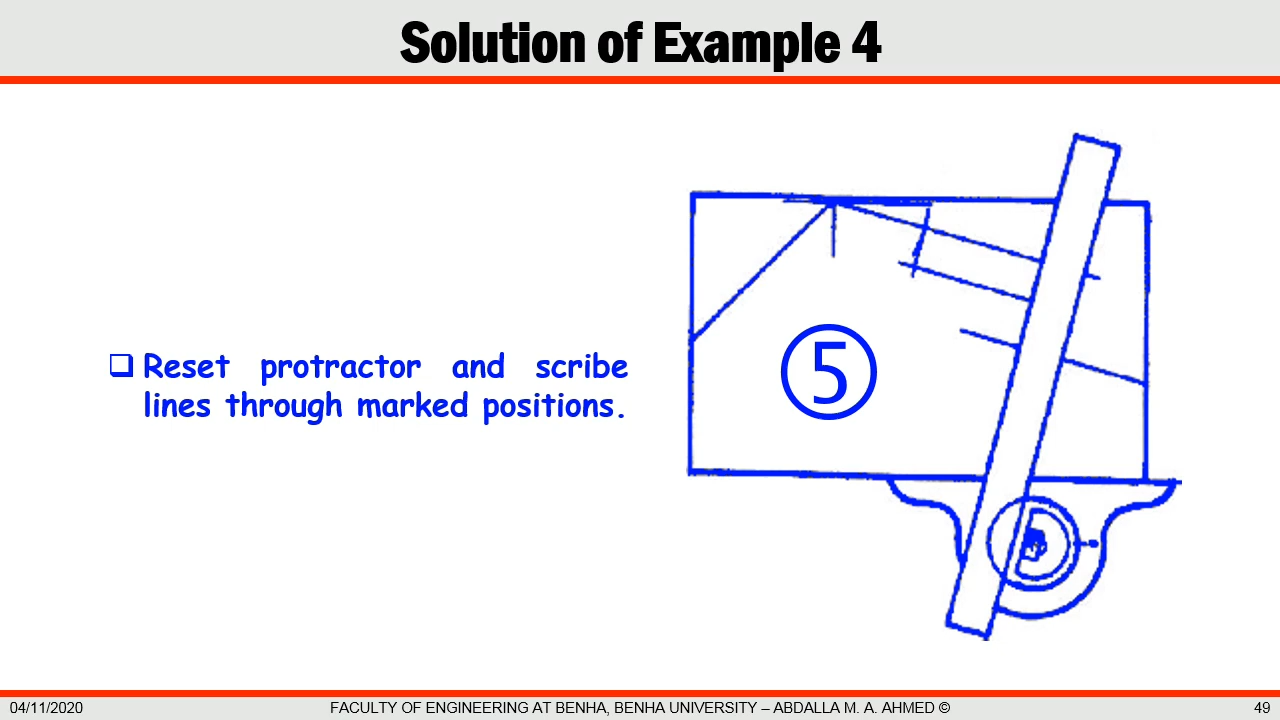 Solution of Example 4
❑ Reset protractor and scribe
lines through marked positions.
5
04/11/2020
FACULTY OF ENGINEERING AT BENHA, BENHA UNIVERSITY – ABDALLA M. A. AHMED ©
49